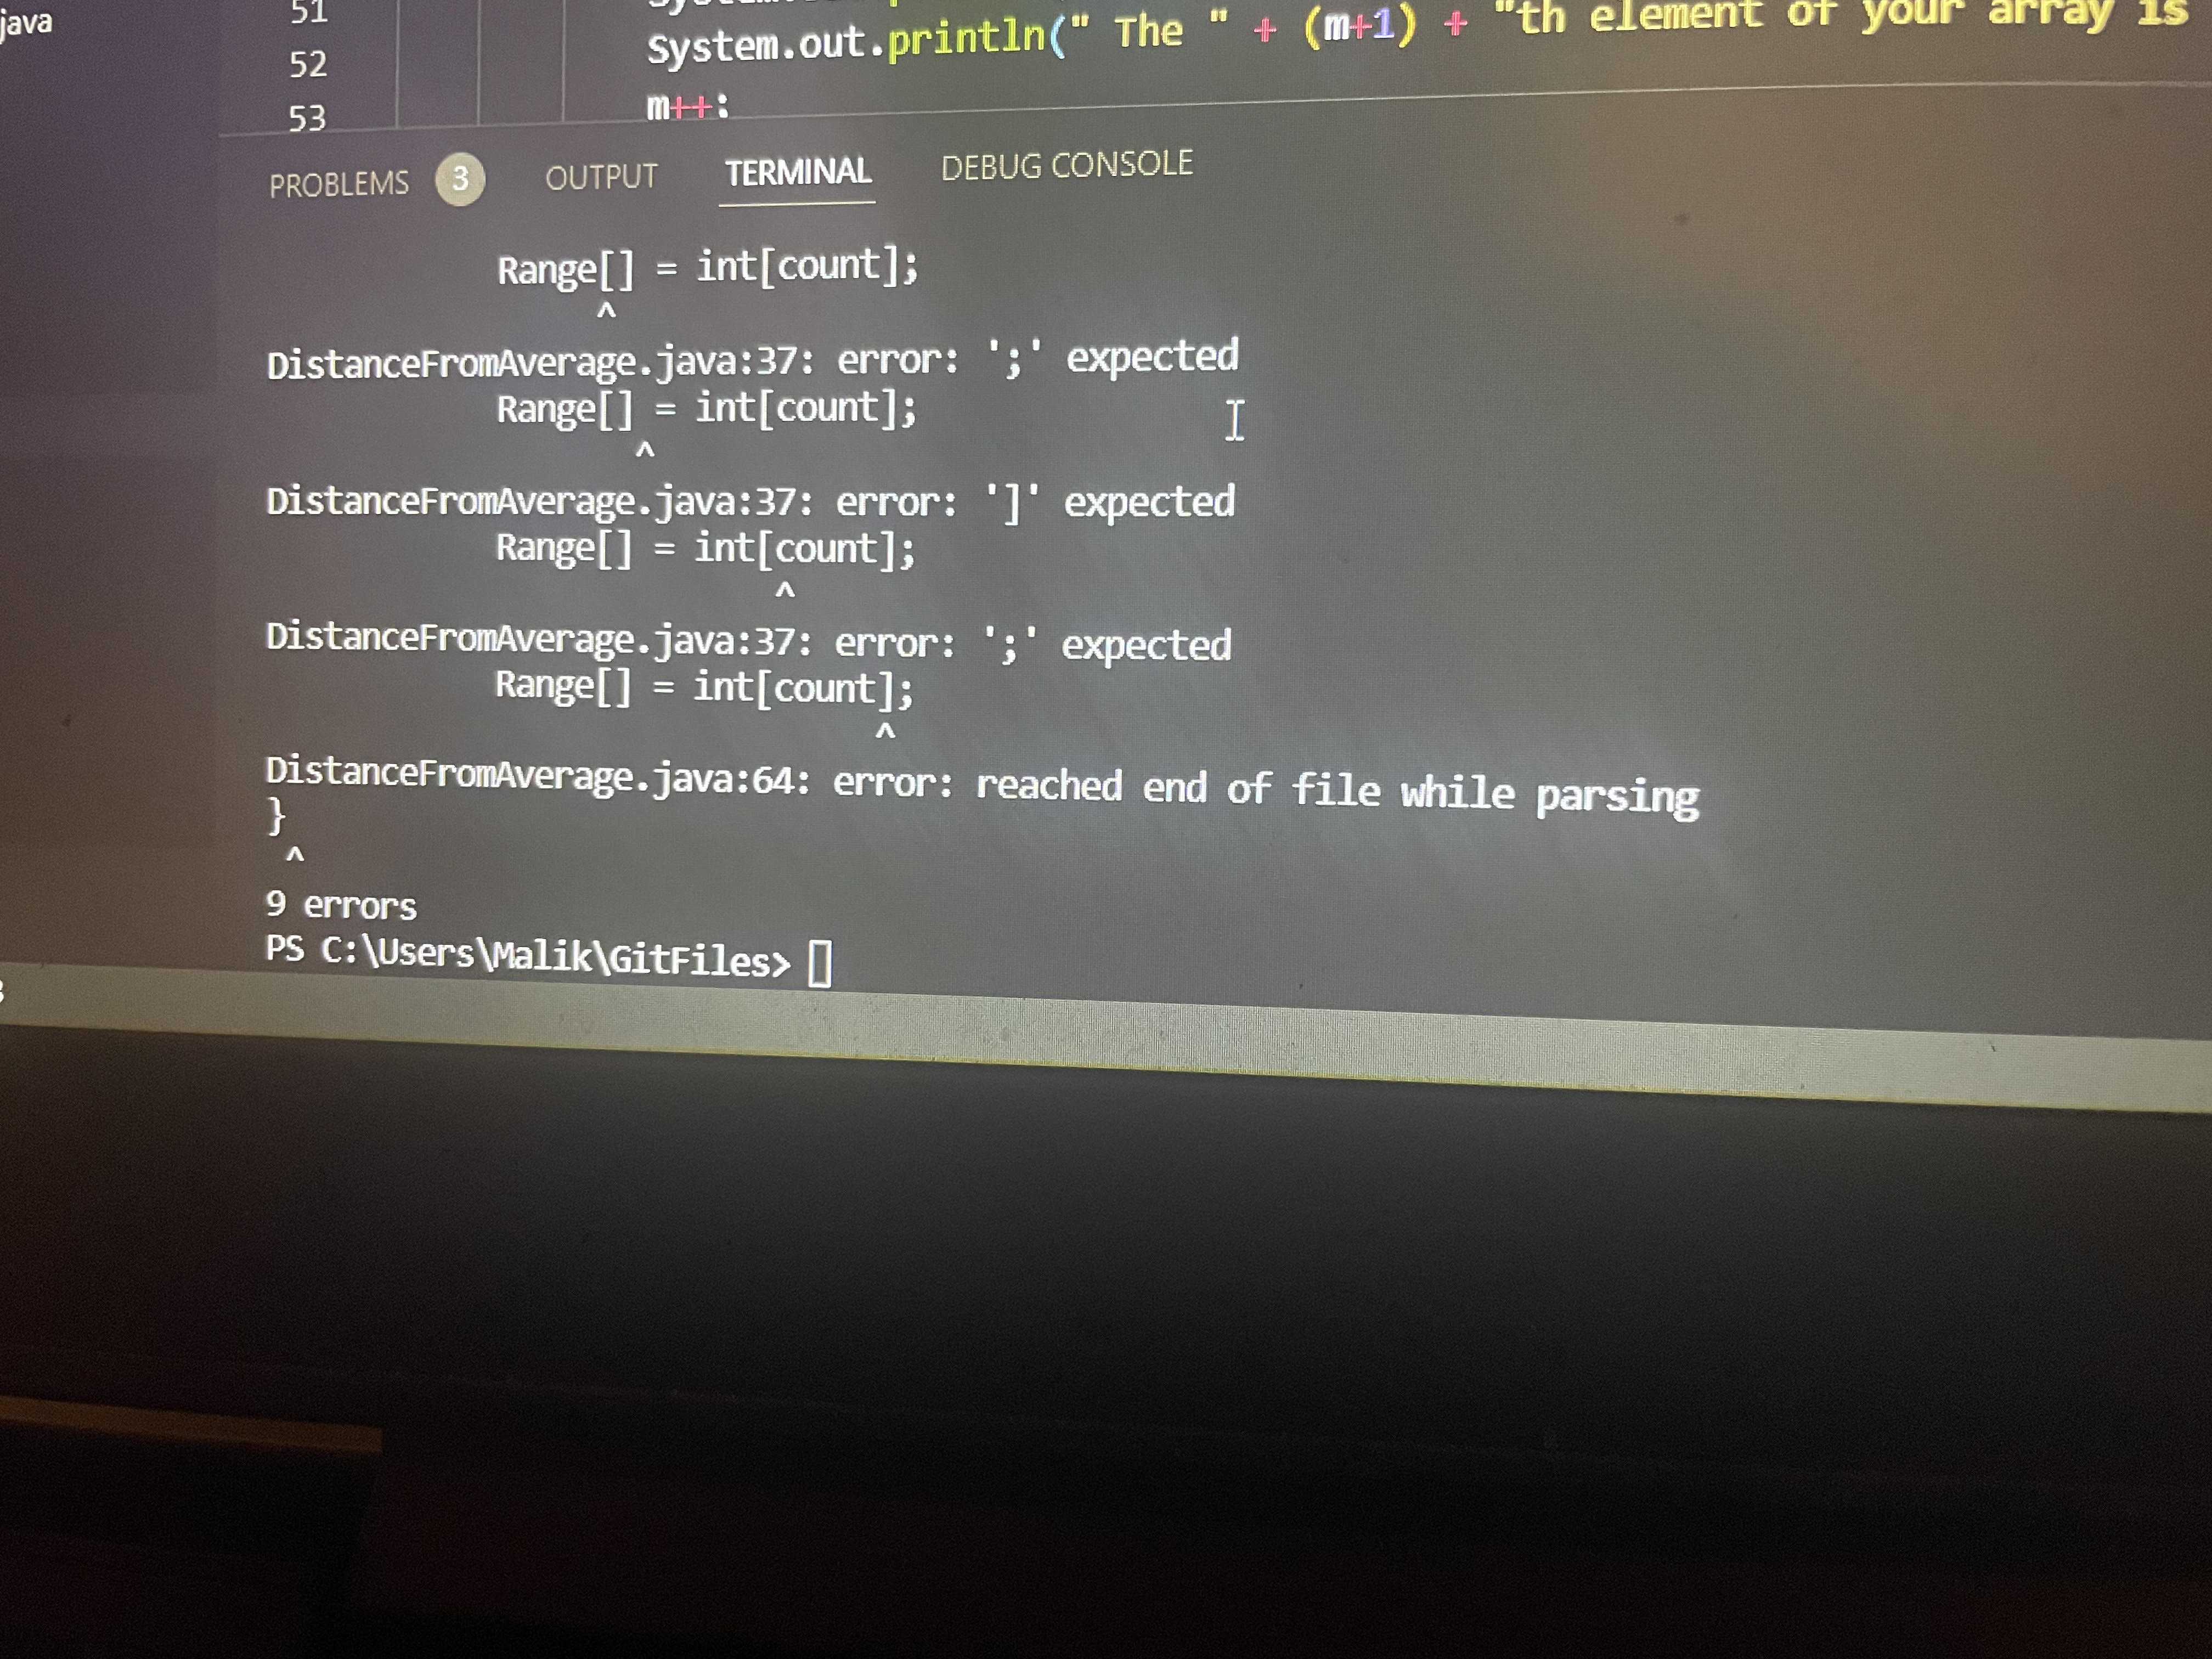 java
51
52 System.out.println(" The " + (m+1) + "th element of your array is
53 m++;
PROBLEMS 3 OUTPUT TERMINAL DEBUG CONSOLE
Range[] = int[count];
^
DistanceFromAverage.java:37: error: ';' expected
Range[] = int[count];
^
DistanceFromAverage.java:37: error: ']' expected
Range[] = int[count];
^
DistanceFromAverage.java:37: error: ';' expected
Range[] = int[count];
^
DistanceFromAverage.java:64: error: reached end of file while parsing
}
^
9 errors
PS C:\Users\Malik\GitFiles>